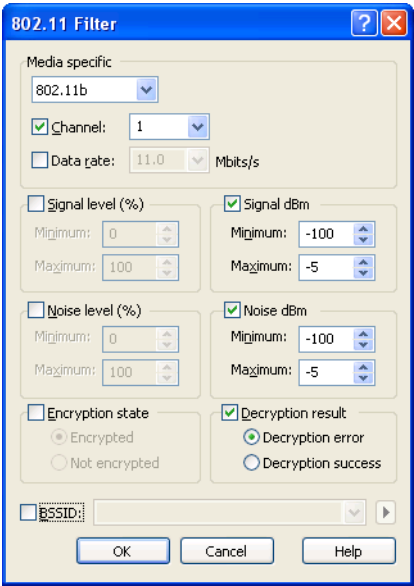 802.11 Filter
Media specific
802.11b
Channel: 1
Data rate: 11.0 Mbits/s
Signal level (%)
Minimum: 0
Maximum: 100
Signal dBm
Minimum: -100
Maximum: -5
Noise level (%)
Minimum: 0
Maximum: 100
Noise dBm
Minimum: -100
Maximum: -5
Encryption state
Encrypted
Not encrypted
Decryption result
Decryption error
Decryption success
BSSID:
OK Cancel Help